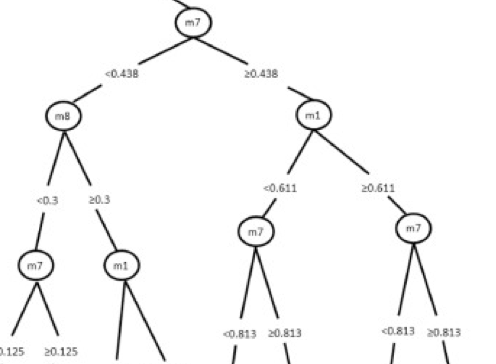 m7
<0.438 ≥0.438
m8 m1
<0.3 ≥0.3 <0.611 ≥0.611
m7 m1 m7 m7
0.125 ≥0.125 <0.813 ≥0.813 <0.813 ≥0.813